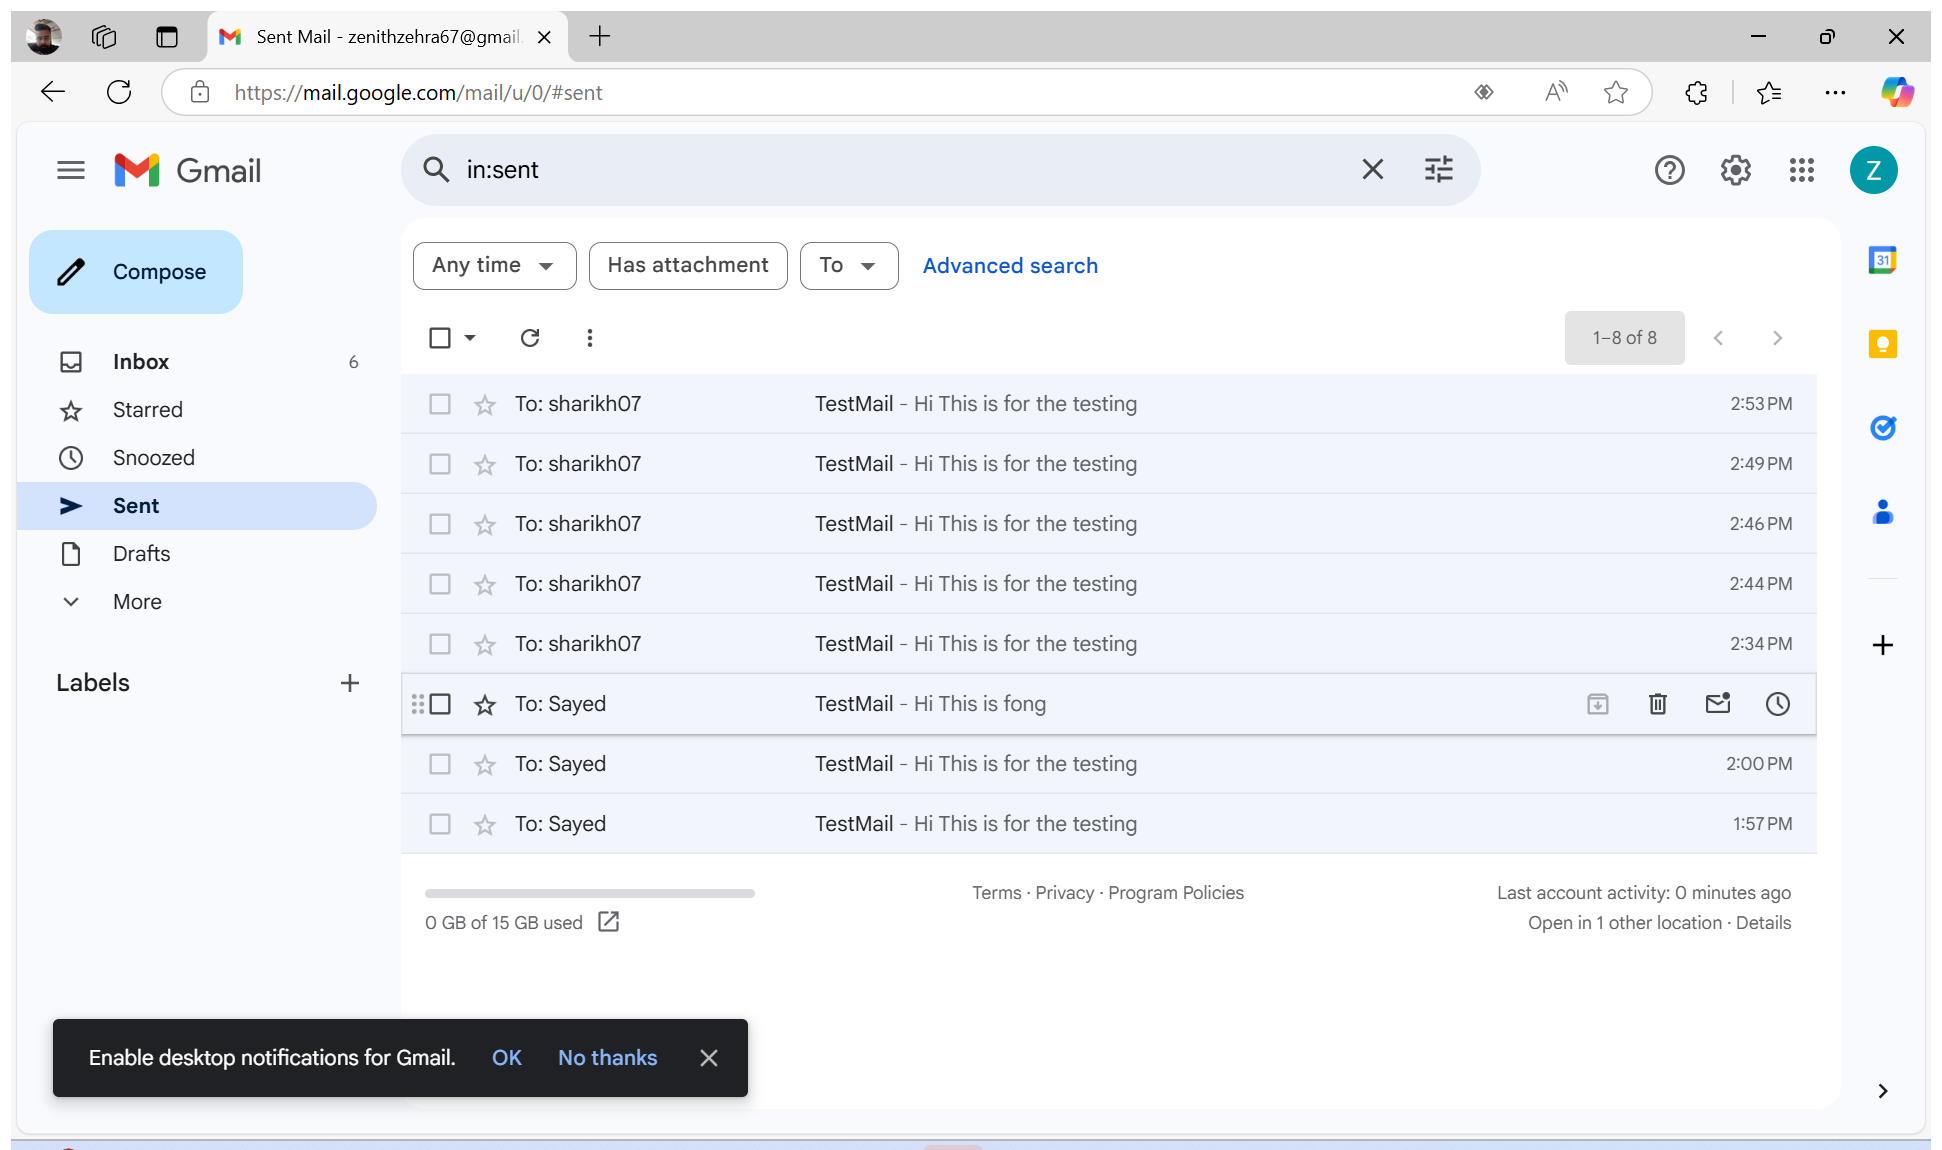 Sent Mail - zenithzehra67@gmail.
https://mail.google.com/mail/u/0/#sent
Gmail
in:sent
Z
Compose
Any time
Has attachment
To
Advanced search
31
1–8 of 8
Inbox 6
Starred
Snoozed
Sent
Drafts
More
Labels
To: sharikh07 TestMail - Hi This is for the testing 2:53 PM
To: sharikh07 TestMail - Hi This is for the testing 2:49 PM
To: sharikh07 TestMail - Hi This is for the testing 2:46 PM
To: sharikh07 TestMail - Hi This is for the testing 2:44 PM
To: sharikh07 TestMail - Hi This is for the testing 2:34 PM
To: Sayed TestMail - Hi This is fong
To: Sayed TestMail - Hi This is for the testing 2:00 PM
To: Sayed TestMail - Hi This is for the testing 1:57 PM
0 GB of 15 GB used
Terms · Privacy · Program Policies
Last account activity: 0 minutes ago
Open in 1 other location · Details
Enable desktop notifications for Gmail. OK No thanks